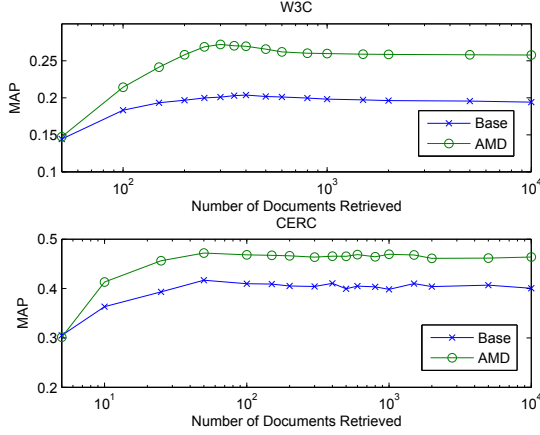 W3C
0.25
0.2
0.15
0.1
MAP
Base
AMD
10^2
10^3
10^4
Number of Documents Retrieved
CERC
0.5
0.4
0.3
0.2
MAP
Base
AMD
10^1
10^2
10^3
10^4
Number of Documents Retrieved